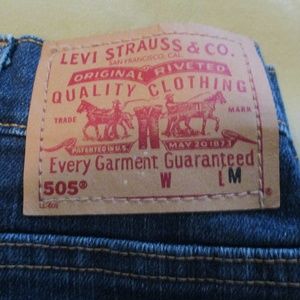 LEVI STRAUSS & CO.
SAN FRANCISCO, CAL.
ORIGINAL RIVETED
QUALITY CLOTHING
TRADE MARK
PATENTED IN U.S. MAY 20 1873
Every Garment Guaranteed
505® W L M